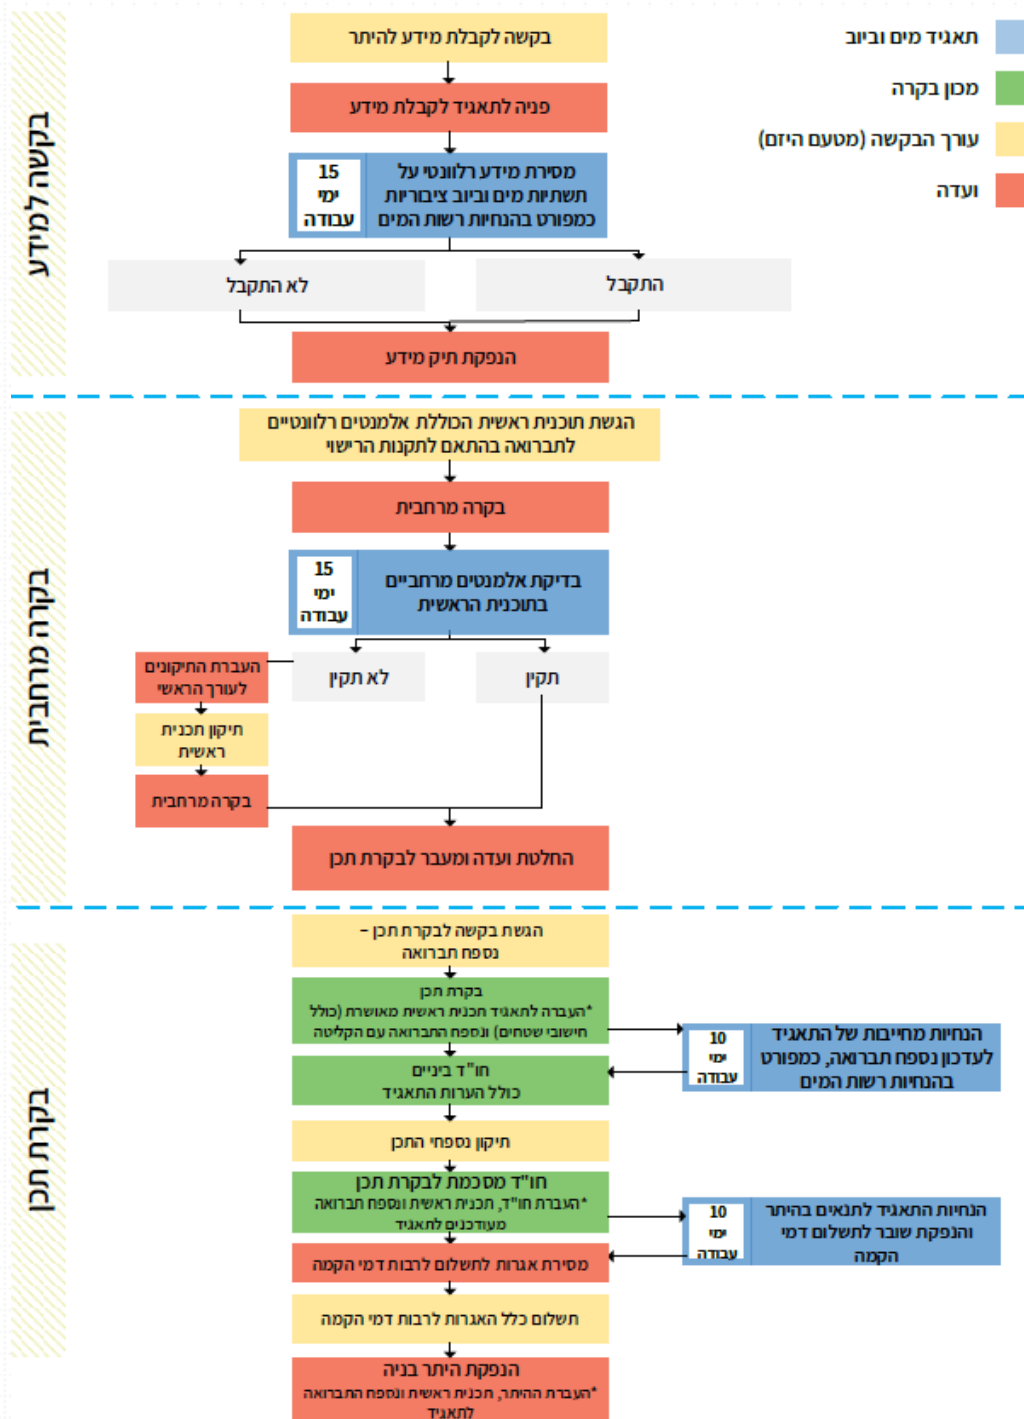 תאגיד מים וביוב
מכון בקרה
עורך הבקשה (מטעם היזם)
ועדה
בקשה למידע
בקשה לקבלת מידע להיתר
פניה לתאגיד לקבלת מידע
מסירת מידע רלוונטי על
תשתיות מים וביוב ציבוריות
כמפורט בהנחיות רשות המים
15
ימי
עבודה
התקבל
לא התקבל
הנפקת תיק מידע
בקרה מרחבית
הגשת תוכנית ראשית הכוללת אלמנטים רלוונטיים
לתברואה בהתאם לתקנות הרישוי
בקרה מרחבית
בדיקת אלמנטים מרחביים
בתוכנית הראשית
15
ימי
עבודה
תקין
לא תקין
העברת התיקונים
לעורך הראשי
תיקון תכנית
ראשית
בקרה מרחבית
החלטת ועדה ומעבר לבקרת תכן
בקרת תכן
הגשת בקשה לבקרת תכן –
נספח תברואה
בקרת תכן
*העברה לתאגיד תכנית ראשית מאושרת (כולל
חישובי שטחים) ונספח התברואה עם הקליטה
הנחיות מחייבות של התאגיד
לעדכון נספח תברואה, כמפורט
בהנחיות רשות המים
10
ימי
עבודה
חו"ד ביניים
כולל הערות התאגיד
תיקון נספחי התכן
חו"ד מסכמת לבקרת תכן
*העברת חו"ד, תכנית ראשית ונספח תברואה
מעודכנים לתאגיד
הנחיות התאגיד לתנאים בהיתר
והנפקת שובר לתשלום דמי
הקמה
10
ימי
עבודה
מסירת אגרות לתשלום לרבות דמי הקמה
תשלום כלל האגרות לרבות דמי הקמה
הנפקת היתר בניה
*העברת ההיתר, תכנית ראשית ונספח התברואה
לתאגיד